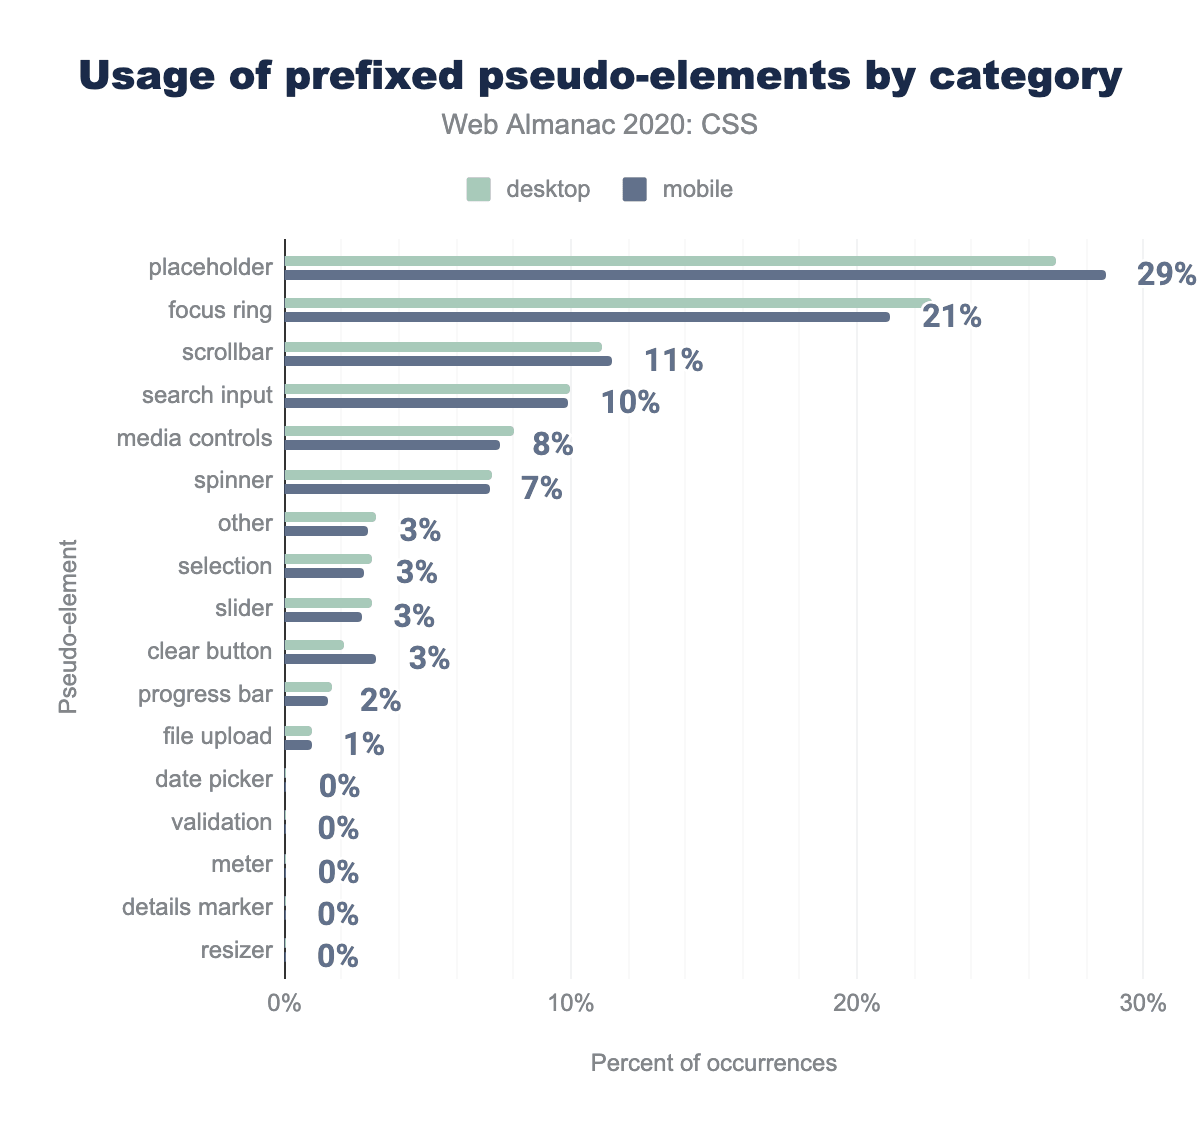 Usage of prefixed pseudo-elements by category
Web Almanac 2020: CSS
desktop
mobile
Pseudo-element
placeholder 29%
focus ring 21%
scrollbar 11%
search input 10%
media controls 8%
spinner 7%
other 3%
selection 3%
slider 3%
clear button 3%
progress bar 2%
file upload 1%
date picker 0%
validation 0%
meter 0%
details marker 0%
resizer 0%
0% 10% 20% 30%
Percent of occurrences